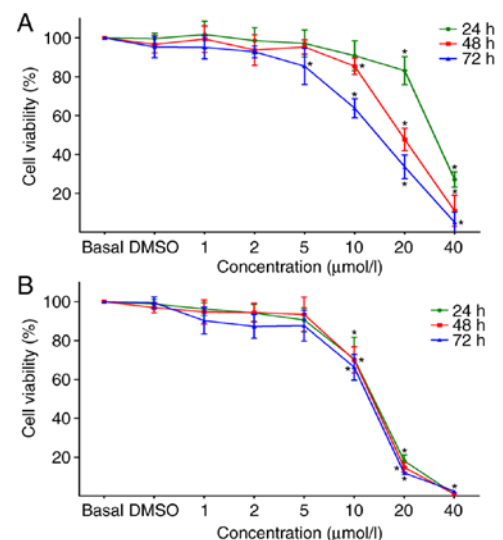 A
24 h
48 h
72 h
Cell viability (%)
100
80
60
40
20
Basal DMSO 1 2 5 10 20 40
Concentration (μmol/l)
B
24 h
48 h
72 h
Cell viability (%)
100
80
60
40
20
Basal DMSO 1 2 5 10 20 40
Concentration (μmol/l)